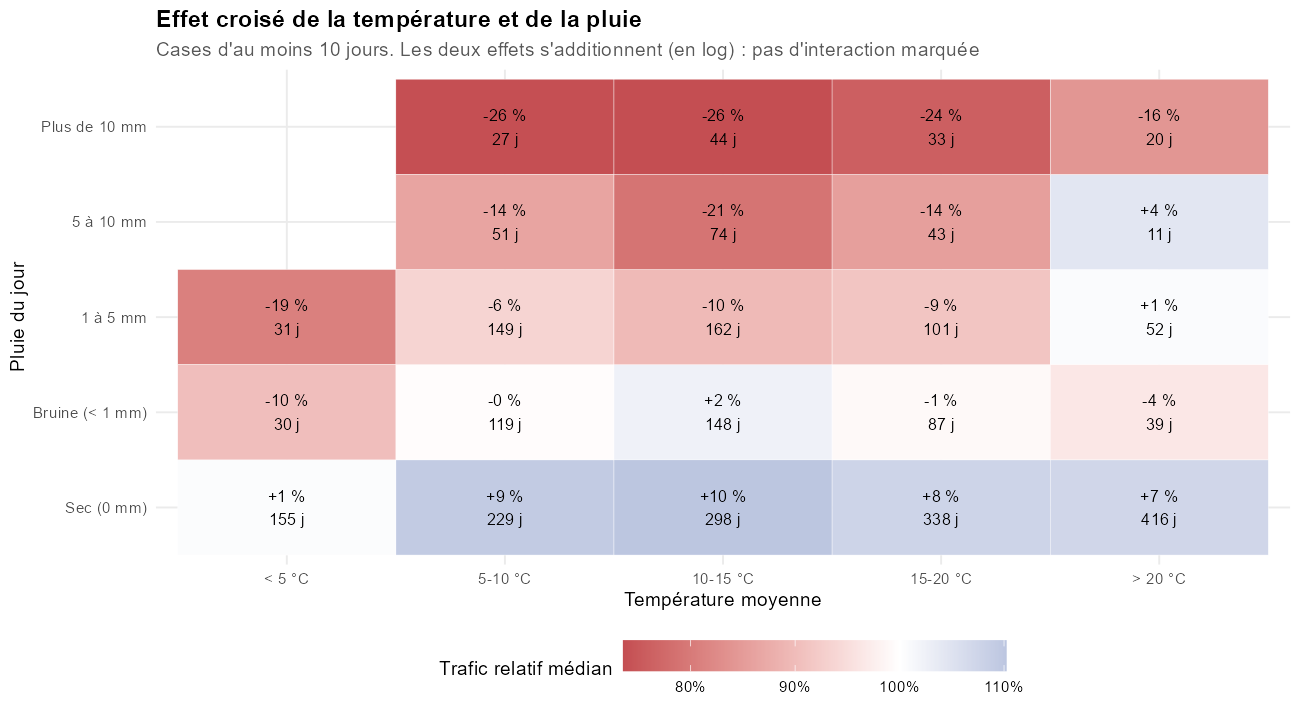 Effet croisé de la température et de la pluie
Cases d'au moins 10 jours. Les deux effets s'additionnent (en log) : pas d'interaction marquée
Pluie du jour
Plus de 10 mm
-26 % -26 % -24 % -16 %
27 j 44 j 33 j 20 j
5 à 10 mm
-14 % -21 % -14 % +4 %
51 j 74 j 43 j 11 j
1 à 5 mm
-19 % -6 % -10 % -9 % +1 %
31 j 149 j 162 j 101 j 52 j
Bruine (< 1 mm)
-10 % -0 % +2 % -1 % -4 %
30 j 119 j 148 j 87 j 39 j
Sec (0 mm)
+1 % +9 % +10 % +8 % +7 %
155 j 229 j 298 j 338 j 416 j
< 5 °C 5-10 °C 10-15 °C 15-20 °C > 20 °C
Température moyenne
Trafic relatif médian
80% 90% 100% 110%